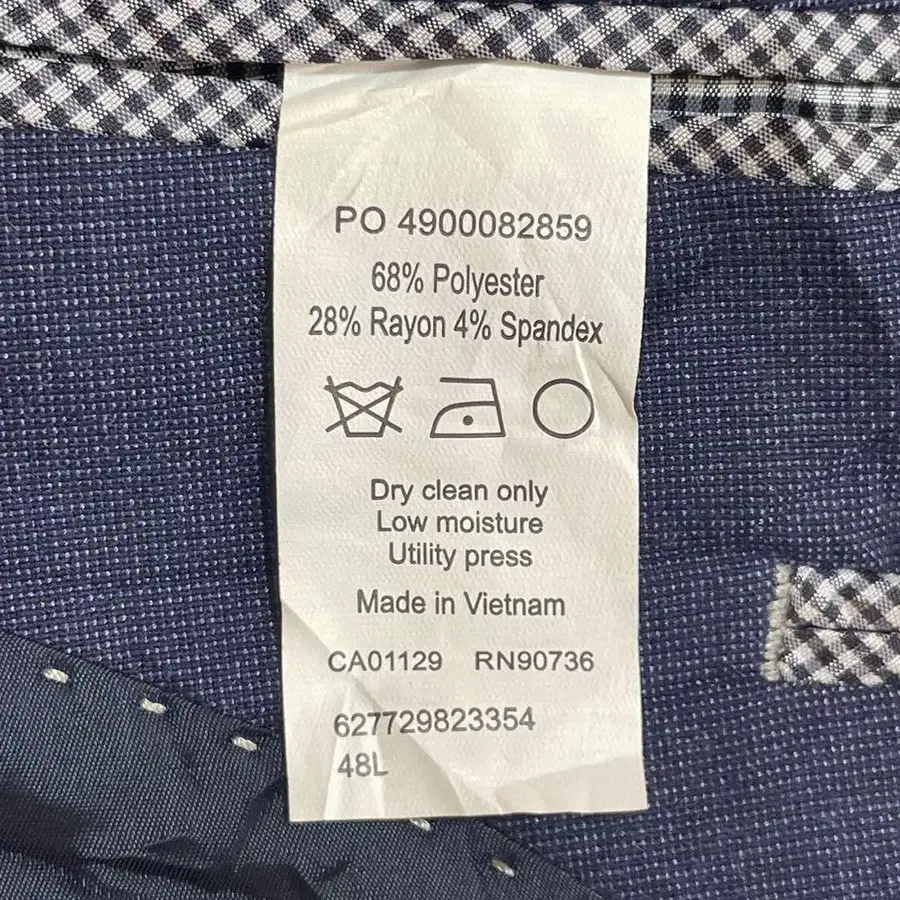 PO 4900082859
68% Polyester
28% Rayon 4% Spandex
Dry clean only
Low moisture
Utility press
Made in Vietnam
CA01129 RN90736
627729823354
48L